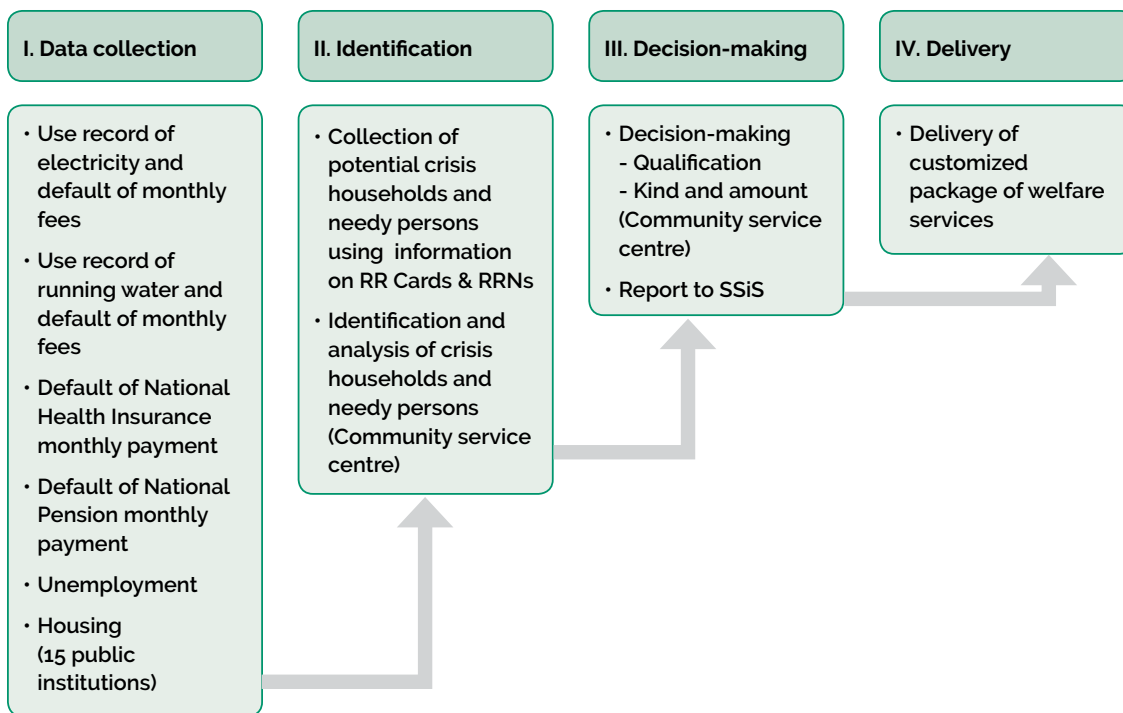 I. Data collection
• Use record of
electricity and
default of monthly
fees
• Use record of
running water and
default of monthly
fees
• Default of National
Health Insurance
monthly payment
• Default of National
Pension monthly
payment
• Unemployment
• Housing
(15 public
institutions)
II. Identification
• Collection of
potential crisis
households and
needy persons
using information
on RR Cards & RRNs
• Identification and
analysis of crisis
households and
needy persons
(Community service
centre)
III. Decision-making
• Decision-making
- Qualification
- Kind and amount
(Community service
centre)
• Report to SSiS
IV. Delivery
• Delivery of
customized
package of welfare
services